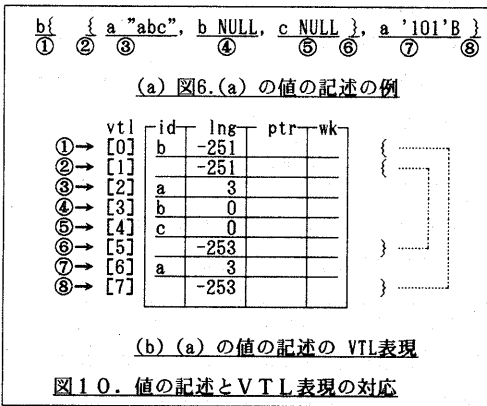 b{ { a "abc", b NULL, c NULL }, a '101'B }
① ② ③ ④ ⑤ ⑥ ⑦ ⑧
(a) 図6.(a) の値の記述の例
vtl id lng ptr wk
①→ [0] b -251 {
②→ [1] -251 {
③→ [2] a 3
④→ [3] b 0
⑤→ [4] c 0
⑥→ [5] -253 }
⑦→ [6] a 3
⑧→ [7] -253 }
(b) (a) の値の記述の VTL表現
図10. 値の記述とVTL表現の対応